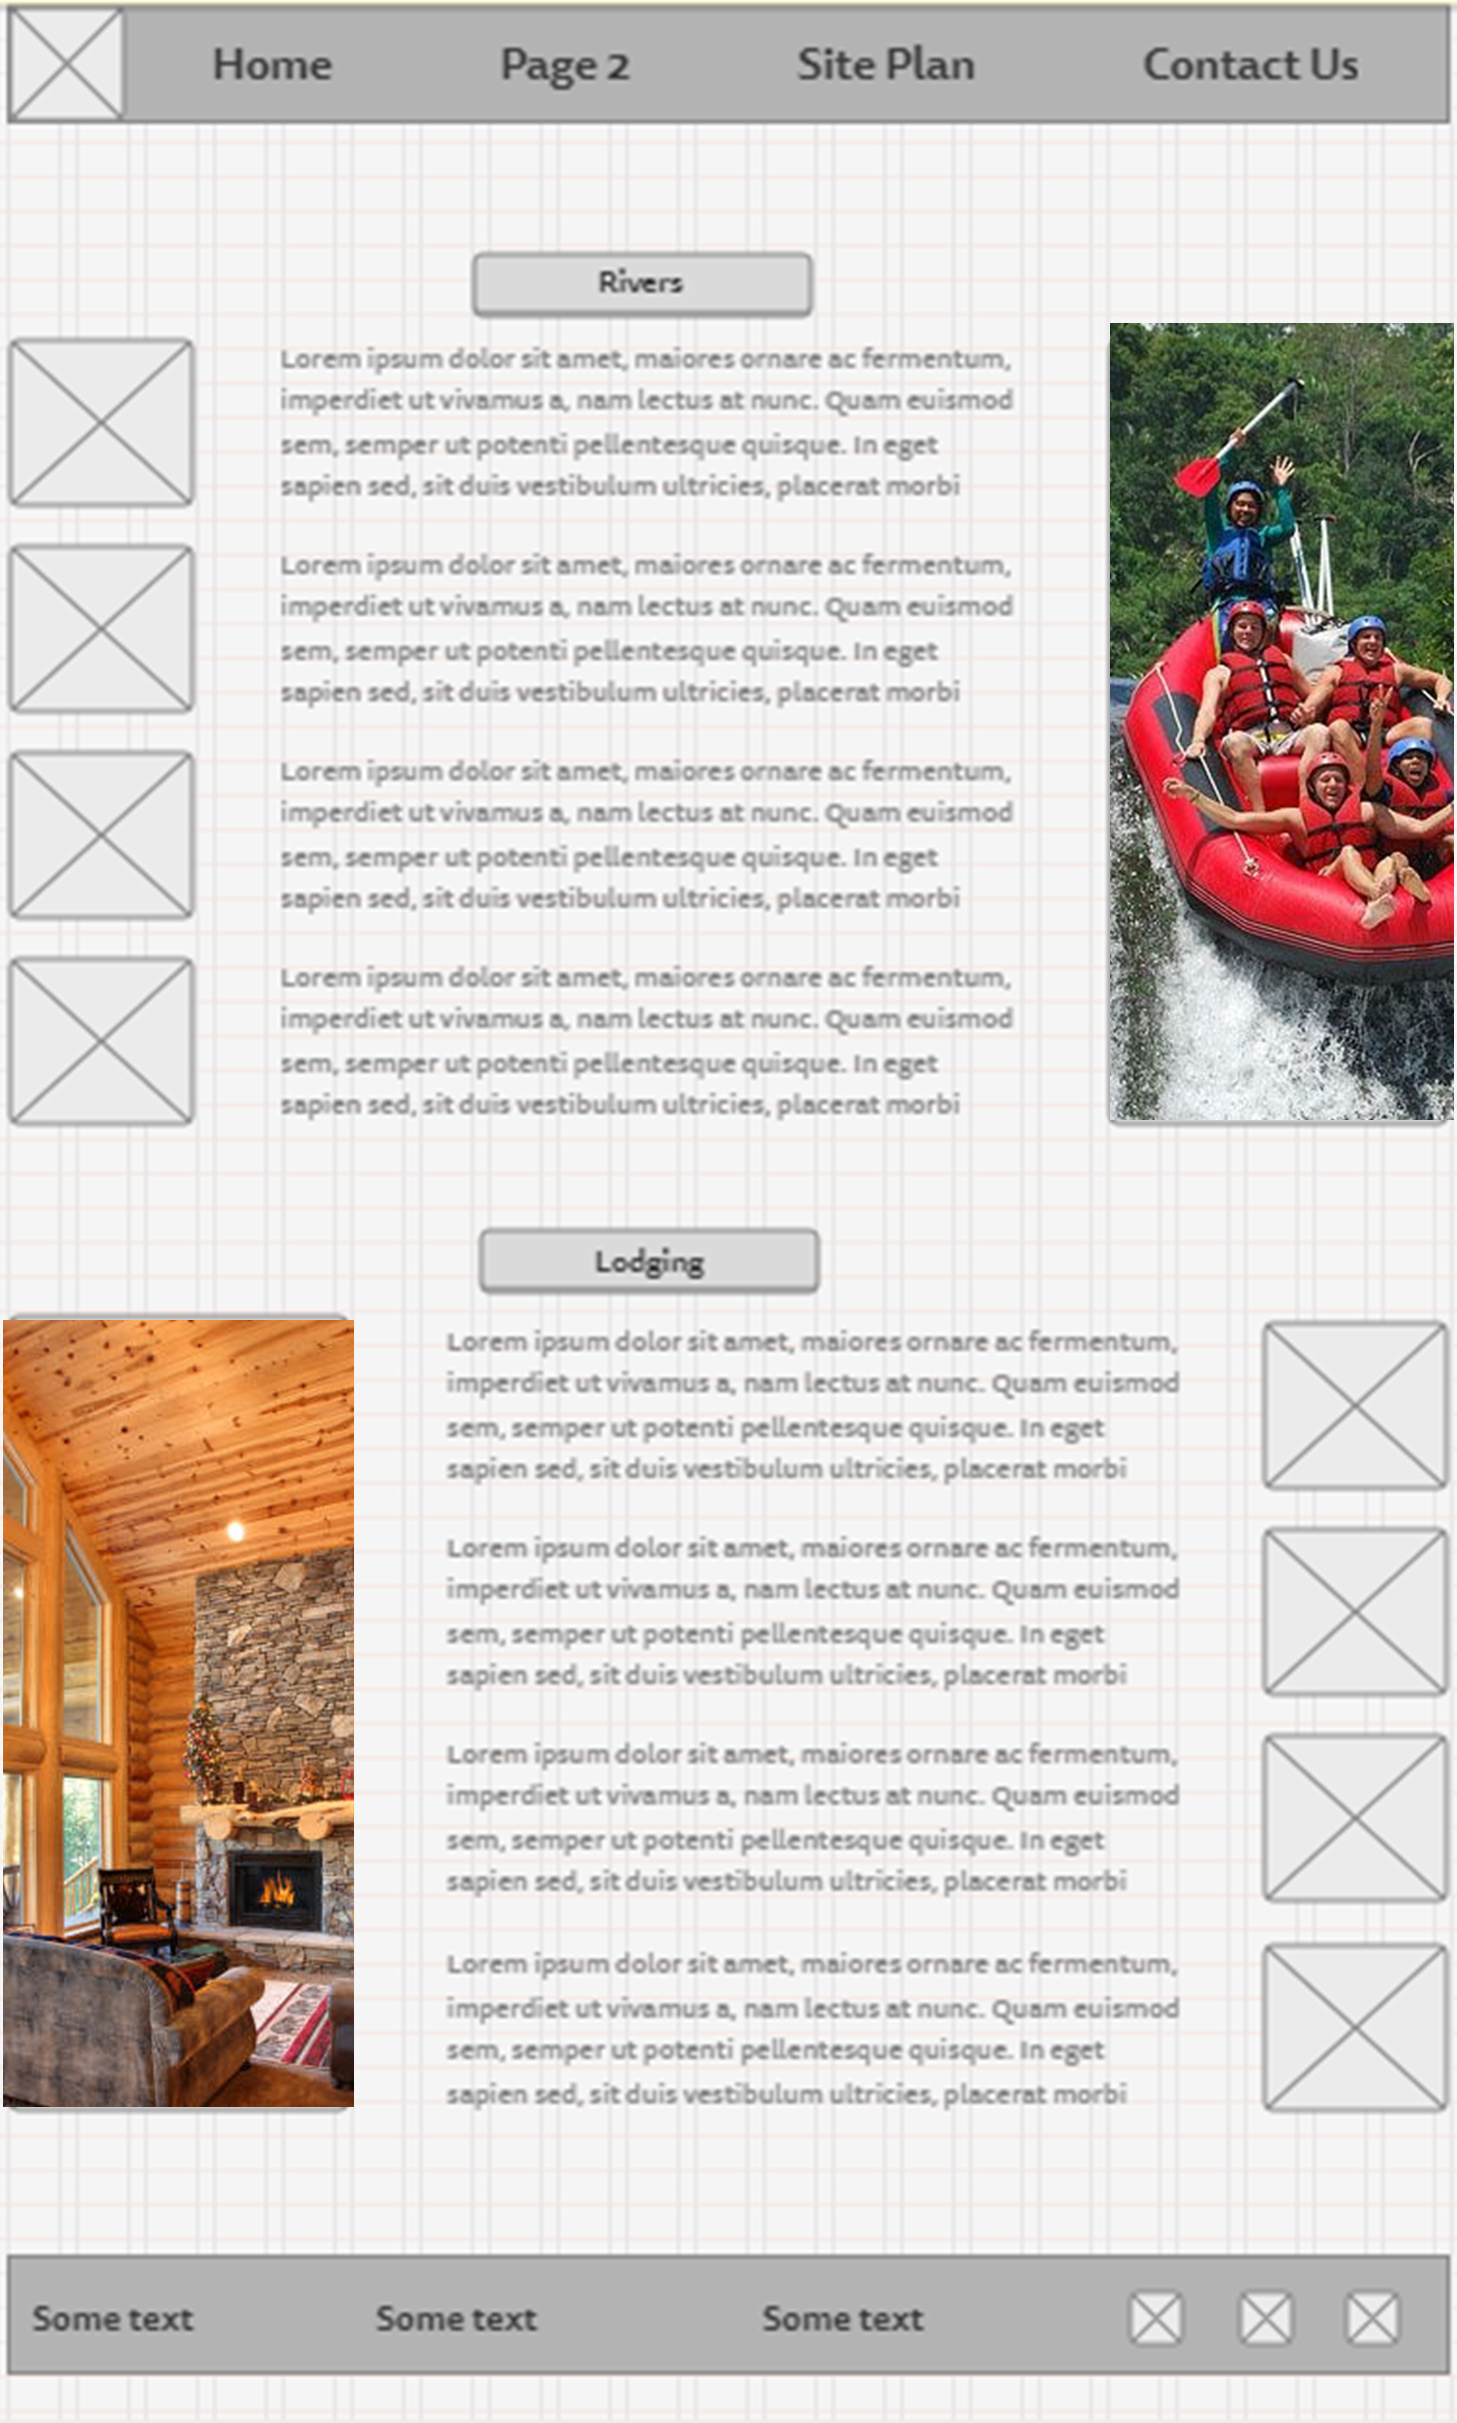 Home Page 2 Site Plan Contact Us
Rivers
Lorem ipsum dolor sit amet, maiores ornare ac fermentum,
imperdiet ut vivamus a, nam lectus at nunc. Quam euismod
sem, semper ut potenti pellentesque quisque. In eget
sapien sed, sit duis vestibulum ultricies, placerat morbi
Lorem ipsum dolor sit amet, maiores ornare ac fermentum,
imperdiet ut vivamus a, nam lectus at nunc. Quam euismod
sem, semper ut potenti pellentesque quisque. In eget
sapien sed, sit duis vestibulum ultricies, placerat morbi
Lorem ipsum dolor sit amet, maiores ornare ac fermentum,
imperdiet ut vivamus a, nam lectus at nunc. Quam euismod
sem, semper ut potenti pellentesque quisque. In eget
sapien sed, sit duis vestibulum ultricies, placerat morbi
Lorem ipsum dolor sit amet, maiores ornare ac fermentum,
imperdiet ut vivamus a, nam lectus at nunc. Quam euismod
sem, semper ut potenti pellentesque quisque. In eget
sapien sed, sit duis vestibulum ultricies, placerat morbi
Lodging
Lorem ipsum dolor sit amet, maiores ornare ac fermentum,
imperdiet ut vivamus a, nam lectus at nunc. Quam euismod
sem, semper ut potenti pellentesque quisque. In eget
sapien sed, sit duis vestibulum ultricies, placerat morbi
Lorem ipsum dolor sit amet, maiores ornare ac fermentum,
imperdiet ut vivamus a, nam lectus at nunc. Quam euismod
sem, semper ut potenti pellentesque quisque. In eget
sapien sed, sit duis vestibulum ultricies, placerat morbi
Lorem ipsum dolor sit amet, maiores ornare ac fermentum,
imperdiet ut vivamus a, nam lectus at nunc. Quam euismod
sem, semper ut potenti pellentesque quisque. In eget
sapien sed, sit duis vestibulum ultricies, placerat morbi
Lorem ipsum dolor sit amet, maiores ornare ac fermentum,
imperdiet ut vivamus a, nam lectus at nunc. Quam euismod
sem, semper ut potenti pellentesque quisque. In eget
sapien sed, sit duis vestibulum ultricies, placerat morbi
Some text Some text Some text